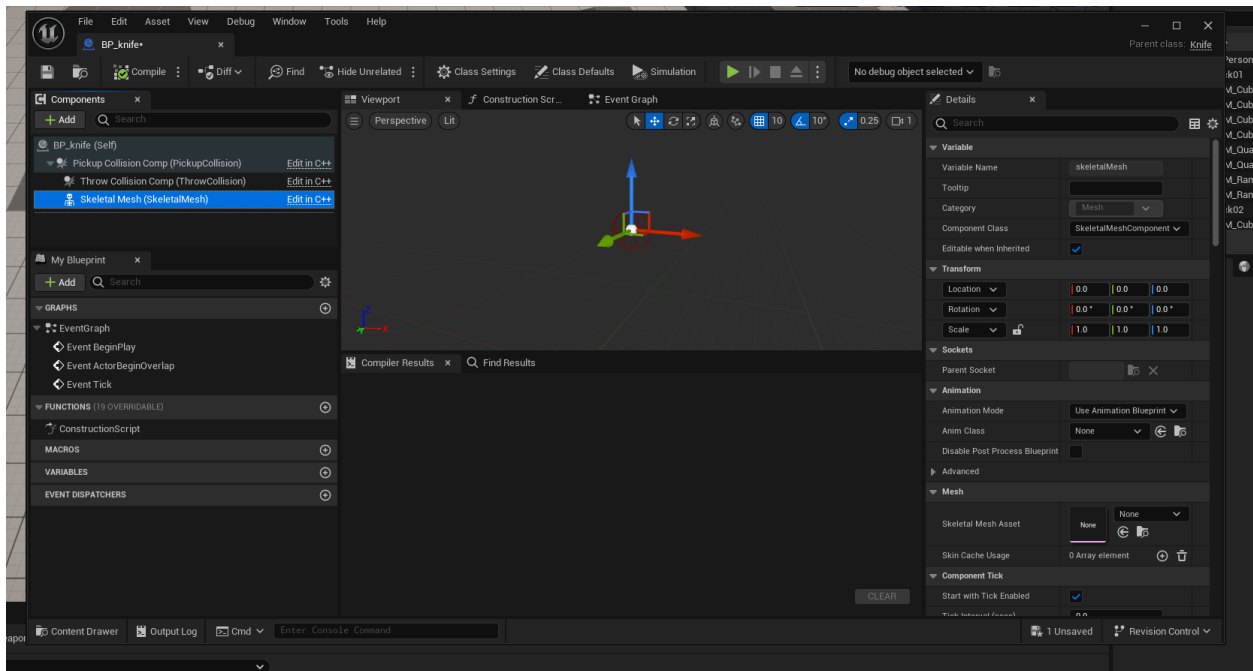 File Edit Asset View Debug Window Tools Help
BP_knife•
Parent class: Knife
Compile Diff Find Hide Unrelated Class Settings Class Defaults Simulation No debug object selected
Components
Add Search
BP_knife (Self)
Pickup Collision Comp (PickupCollision) Edit in C++
Throw Collision Comp (ThrowCollision) Edit in C++
Skeletal Mesh (SkeletalMesh) Edit in C++
My Blueprint
Add Search
GRAPHS
EventGraph
Event BeginPlay
Event ActorBeginOverlap
Event Tick
FUNCTIONS (19 OVERRIDABLE)
ConstructionScript
MACROS
VARIABLES
EVENT DISPATCHERS
Viewport Construction Scr... Event Graph
Perspective Lit 10 10° 0.25 1
Z
X
Compiler Results Find Results
CLEAR
Details
Search
Variable
Variable Name skeletalMesh
Tooltip
Category Mesh
Component Class SkeletalMeshComponent
Editable when Inherited
Transform
Location 0.0 0.0 0.0
Rotation 0.0° 0.0° 0.0°
Scale 1.0 1.0 1.0
Sockets
Parent Socket
Animation
Animation Mode Use Animation Blueprint
Anim Class None
Disable Post Process Blueprint
Advanced
Mesh
Skeletal Mesh Asset None None
Skin Cache Usage 0 Array element
Component Tick
Start with Tick Enabled
Content Drawer Output Log Cmd Enter Console Command 1 Unsaved Revision Control